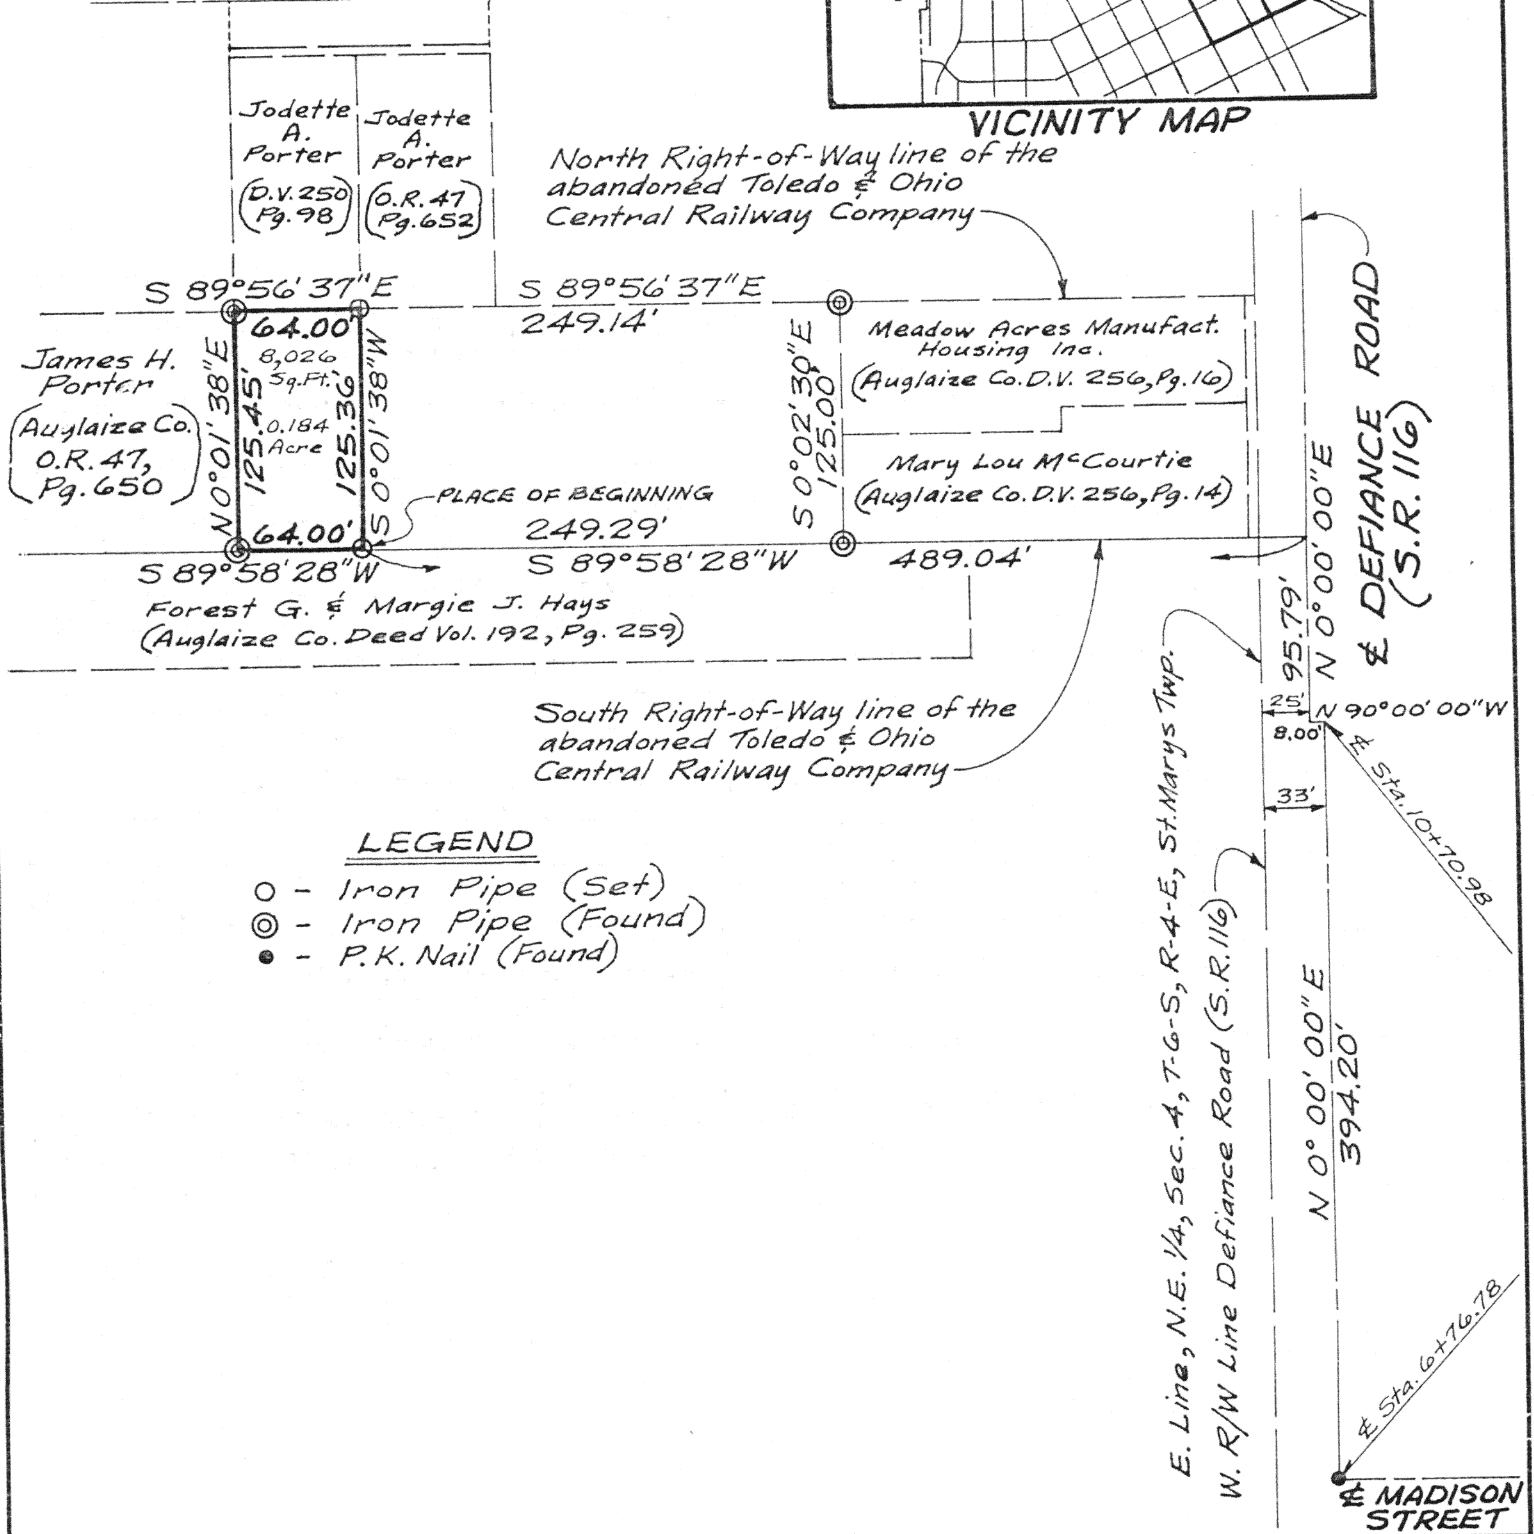 VICINITY MAP
Jodette
A.
Porter
(D.V. 250
Pg. 98)
Jodette
A.
Porter
(O.R. 47
Pg. 652)
North Right-of-Way line of the
abandoned Toledo & Ohio
Central Railway Company
S 89°56'37"E
64.00'
8,026
Sq.Ft.
0.184
Acre
N 0°01'38"E
125.45'
125.36'
S 0°01'38"W
64.00'
S 89°58'28"W
James H.
Porter
(Auglaize Co.
O.R. 47,
Pg. 650)
S 89°56'37"E
249.14'
PLACE OF BEGINNING
249.29'
S 89°58'28"W
S 0°02'30"E
125.00'
Meadow Acres Manufact.
Housing Inc.
(Auglaize Co. D.V. 256, Pg. 16)
Mary Lou McCourtie
(Auglaize Co. D.V. 256, Pg. 14)
489.04'
Forest G. & Margie J. Hays
(Auglaize Co. Deed Vol. 192, Pg. 259)
South Right-of-Way line of the
abandoned Toledo & Ohio
Central Railway Company
℄ DEFIANCE ROAD
(S.R. 116)
N 0°00'00"E
95.79'
25'
N 90°00'00"W
8.00'
33'
℄ Sta. 10+70.98
E. Line, N.E. 1/4, Sec. 4, T-6-S, R-4-E, St. Marys Twp.
W. R/W Line Defiance Road (S.R. 116)
N 0°00'00"E
394.20'
℄ Sta. 6+76.78
℄ MADISON
STREET
LEGEND
O - Iron Pipe (Set)
◎ - Iron Pipe (Found)
● - P.K. Nail (Found)